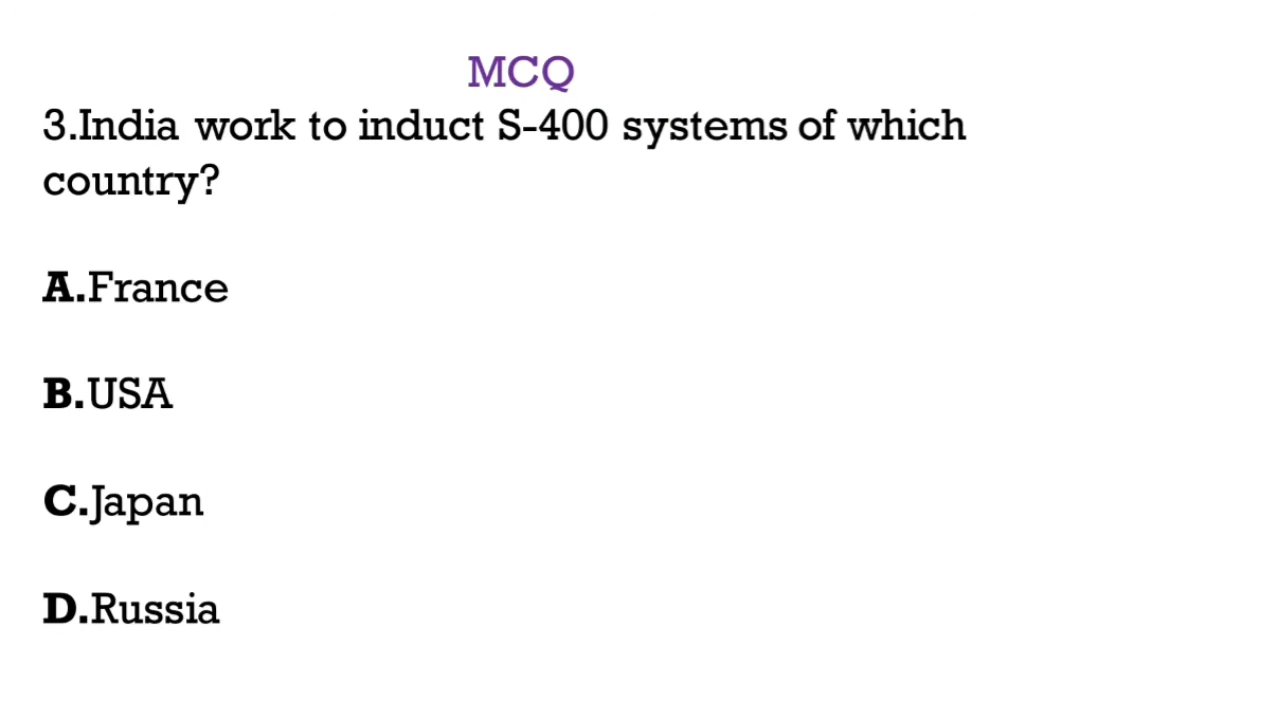 MCQ
3.India work to induct S-400 systems of which
country?
A.France
B.USA
C.Japan
D.Russia